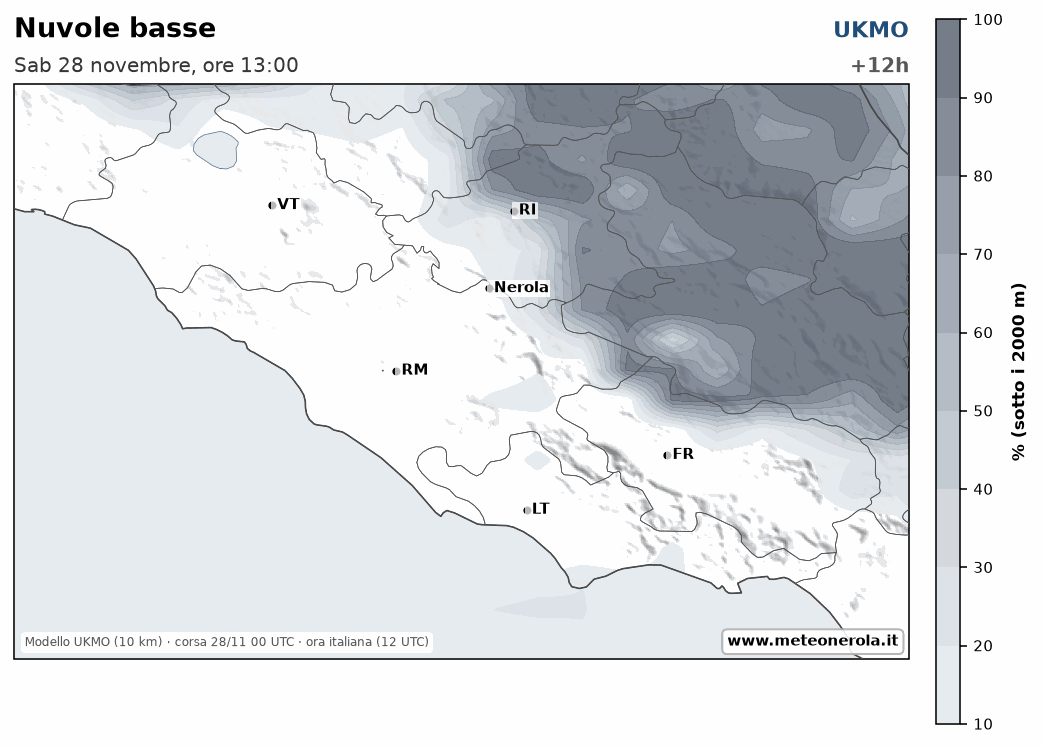 Nuvole basse
UKMO
Sab 28 novembre, ore 13:00
+12h
VT
RI
Nerola
RM
FR
LT
Modello UKMO (10 km) · corsa 28/11 00 UTC · ora italiana (12 UTC)
www.meteonerola.it
100
90
80
70
60
50
40
30
20
10
% (sotto i 2000 m)